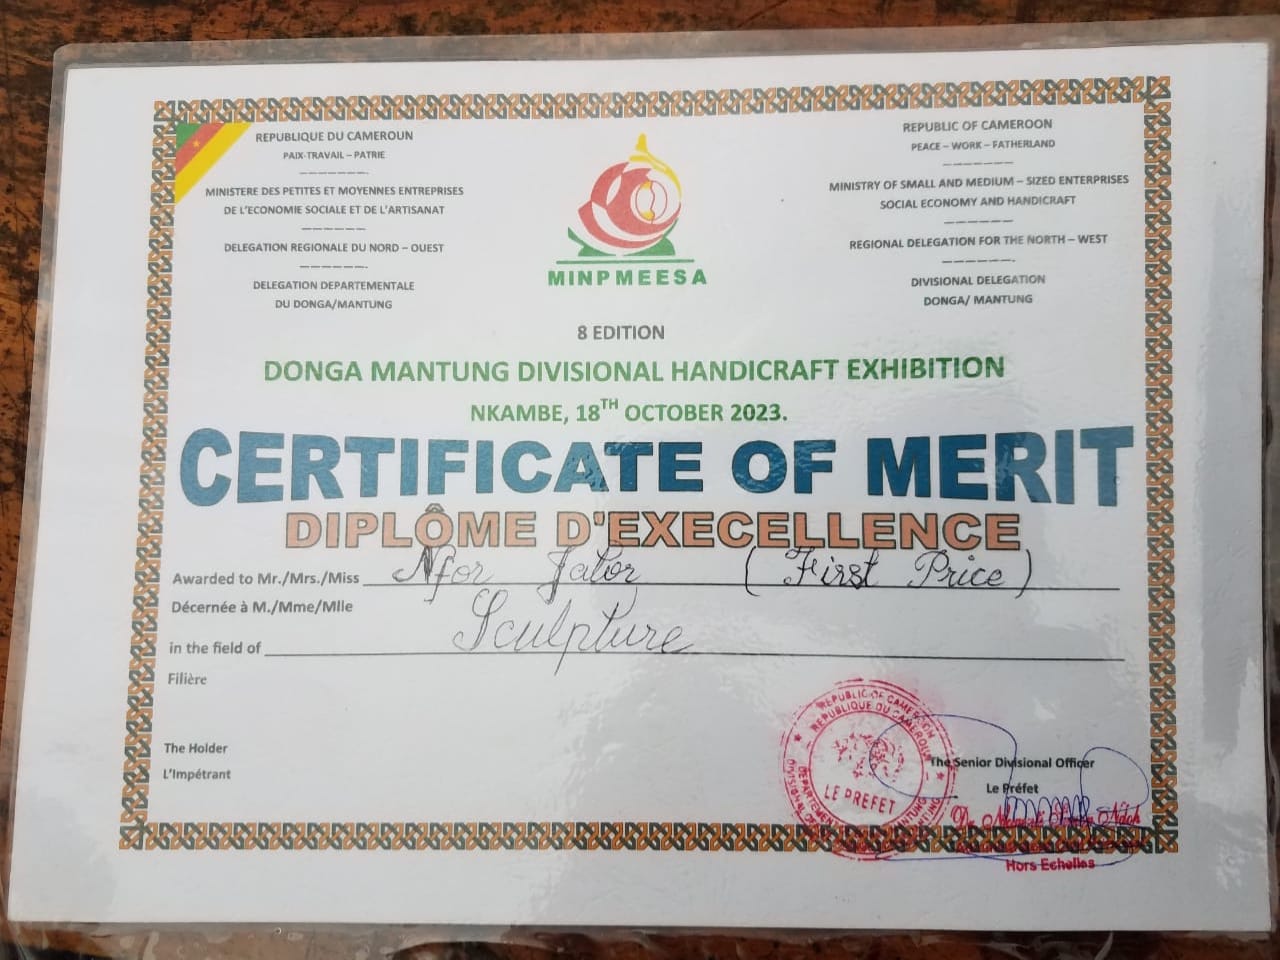 REPUBLIQUE DU CAMEROUN
PAIX-TRAVAIL – PATRIE
MINISTERE DES PETITES ET MOYENNES ENTREPRISES
DE L'ECONOMIE SOCIALE ET DE L'ARTISANAT
DELEGATION REGIONALE DU NORD – OUEST
DELEGATION DEPARTEMENTALE
DU DONGA/MANTUNG
MINPMEESA
REPUBLIC OF CAMEROON
PEACE – WORK – FATHERLAND
MINISTRY OF SMALL AND MEDIUM – SIZED ENTERPRISES
SOCIAL ECONOMY AND HANDICRAFT
REGIONAL DELEGATION FOR THE NORTH – WEST
DIVISIONAL DELEGATION
DONGA/ MANTUNG
8 EDITION
DONGA MANTUNG DIVISIONAL HANDICRAFT EXHIBITION
NKAMBE, 18TH OCTOBER 2023.
CERTIFICATE OF MERIT
DIPLÔME D'EXECELLENCE
Awarded to Mr./Mrs./Miss Nfor Jator (First Price)
Décernée à M./Mme/Mlle
in the field of Sculpture
Filière
The Holder
L'Impétrant
REPUBLIC OF CAMEROON
REPUBLIQUE DU CAMEROUN
LE PREFET
The Senior Divisional Officer
Le Préfet
Ndoh
Hors Echelles